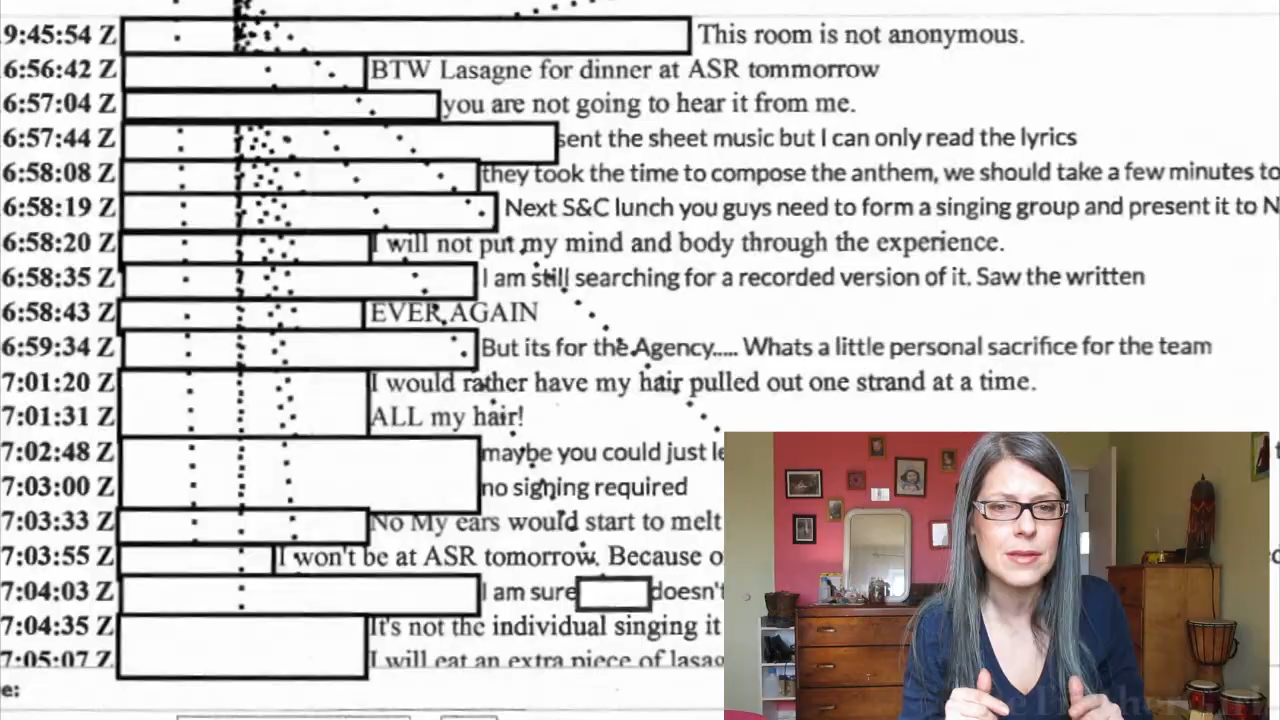 9:45:54 Z This room is not anonymous.
6:56:42 Z BTW Lasagne for dinner at ASR tommorrow
6:57:04 Z you are not going to hear it from me.
6:57:44 Z sent the sheet music but I can only read the lyrics
6:58:08 Z they took the time to compose the anthem, we should take a few minutes to
6:58:19 Z Next S&C lunch you guys need to form a singing group and present it to N
6:58:20 Z I will not put my mind and body through the experience.
6:58:35 Z I am still searching for a recorded version of it. Saw the written
6:58:43 Z EVER AGAIN
6:59:34 Z But its for the Agency..... Whats a little personal sacrifice for the team
7:01:20 Z I would rather have my hair pulled out one strand at a time.
7:01:31 Z ALL my hair!
7:02:48 Z maybe you could just le
7:03:00 Z no signing required
7:03:33 Z No My ears would start to melt
7:03:55 Z I won't be at ASR tomorrow. Because o
7:04:03 Z I am sure doesn't
7:04:35 Z It's not the individual singing it
7:05:07 Z I will eat an extra piece of lasag
e: